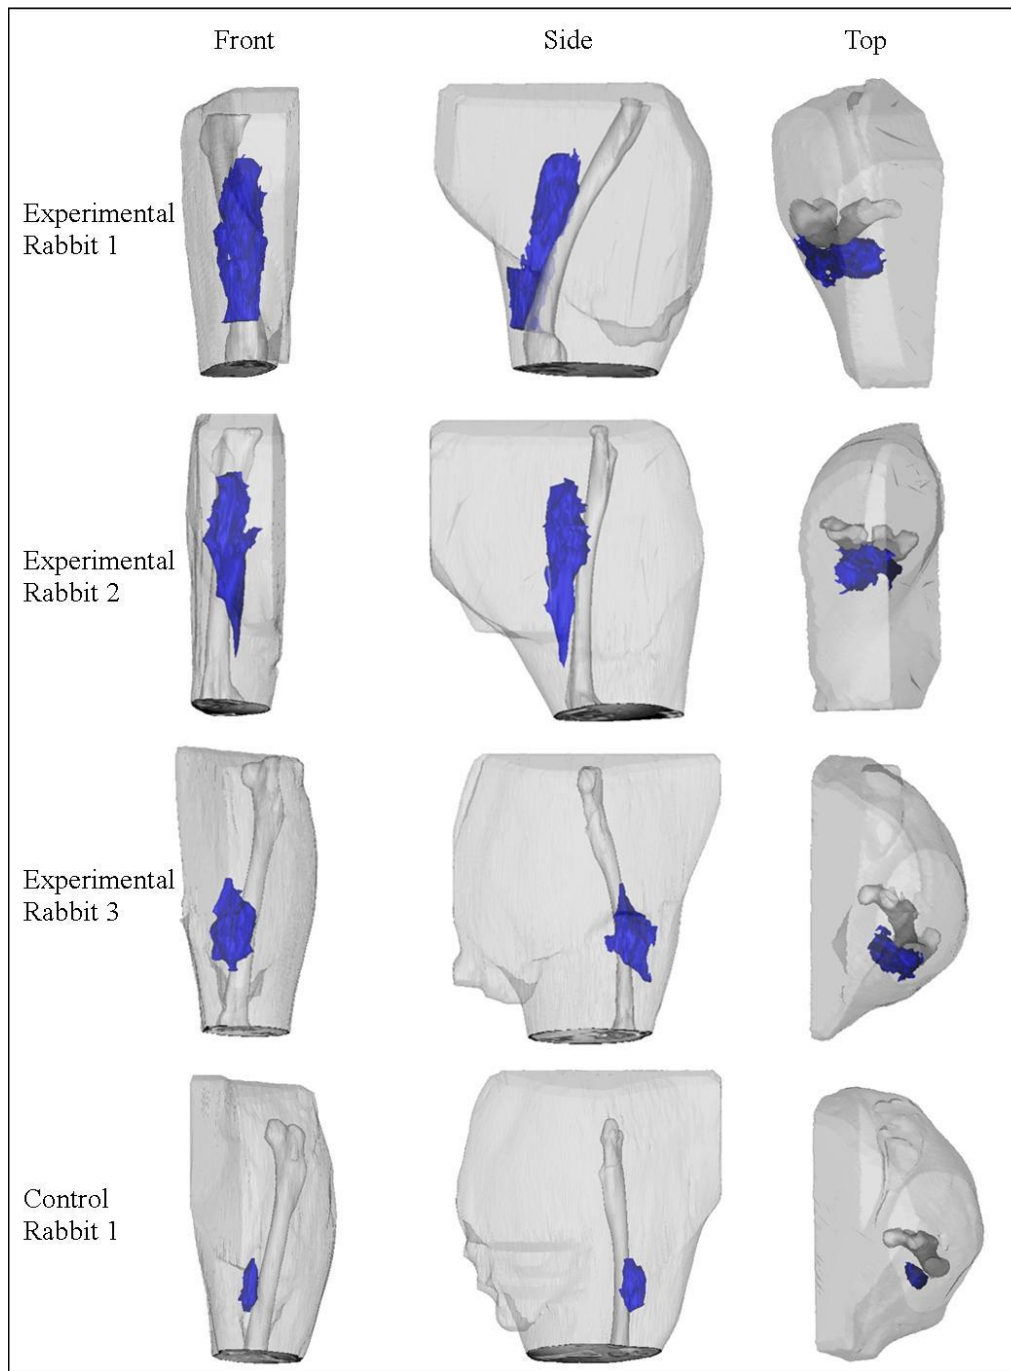 Front Side Top
Experimental
Rabbit 1
Experimental
Rabbit 2
Experimental
Rabbit 3
Control
Rabbit 1